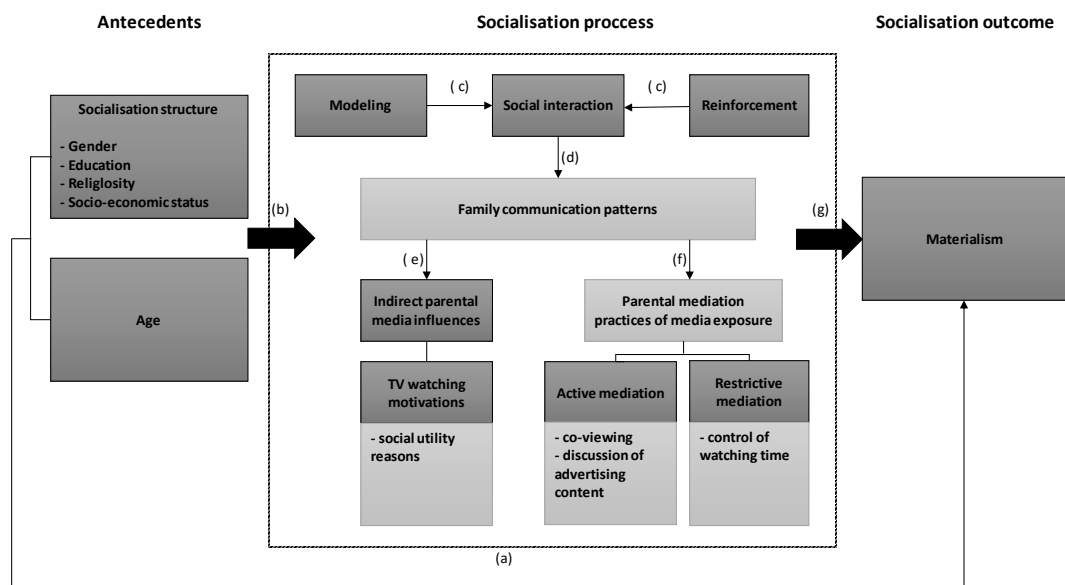 Antecedents
Socialisation proccess
Socialisation outcome
Socialisation structure
- Gender
- Education
- Religlosity
- Socio-economic status
Age
(b)
Modeling
( c)
Social interaction
( c)
Reinforcement
(d)
Family communication patterns
( e)
(f)
Indirect parental
media influences
Parental mediation
practices of media exposure
TV watching
motivations
- social utility
reasons
Active mediation
- co-viewing
- discussion of
advertising
content
Restrictive
mediation
- control of
watching time
(a)
(g)
Materialism